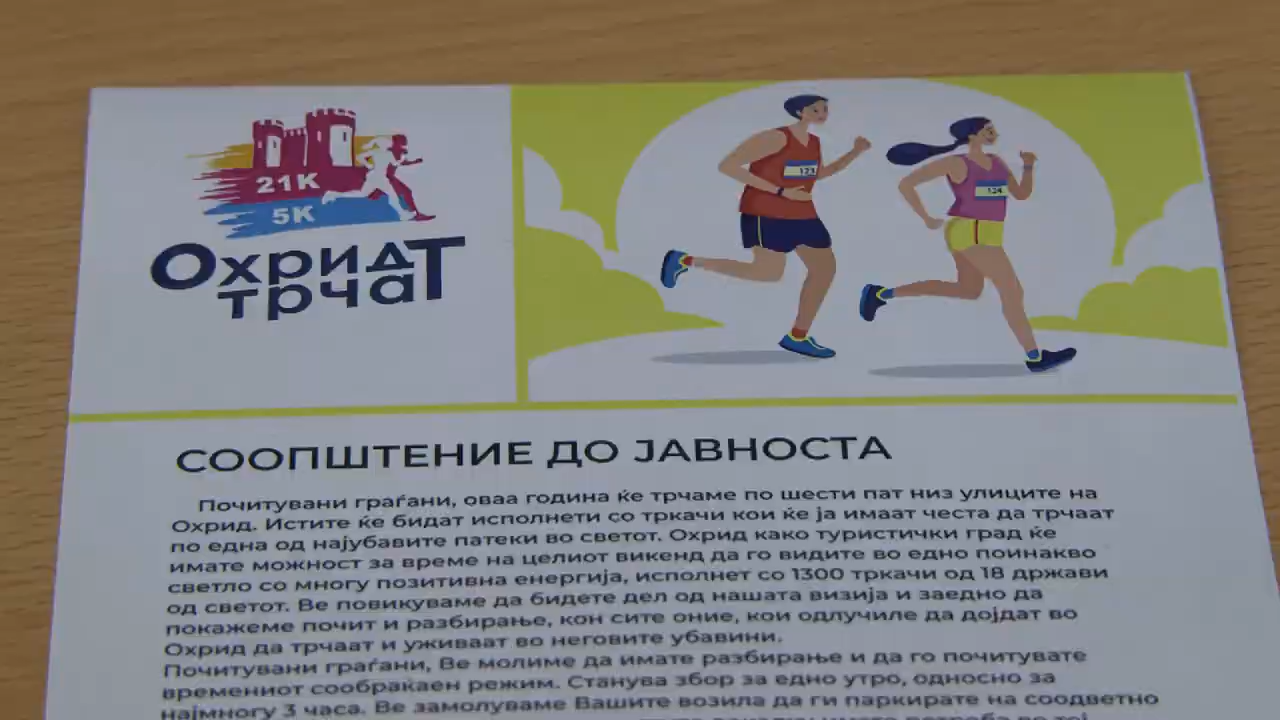 21K
5K
Охрид
трчаТ
123
124
СООПШТЕНИЕ ДО ЈАВНОСТА
Почитувани граѓани, оваа година ќе трчаме по шести пат низ улиците на
Охрид. Истите ќе бидат исполнети со тркачи кои ќе ја имаат честа да трчаат
по една од најубавите патеки во светот. Охрид како туристички град ќе
имате можност за време на целиот викенд да го видите во едно поинакво
светло со многу позитивна енергија, исполнет со 1300 тркачи од 18 држави
од светот. Ве повикуваме да бидете дел од нашата визија и заедно да
покажеме почит и разбирање, кон сите оние, кои одлучиле да дојдат во
Охрид да трчаат и уживаат во неговите убавини.
Почитувани граѓани, Ве молиме да имате разбирање и да го почитувате
времениот сообраќаен режим. Станува збор за едно утро, односно за
најмногу 3 часа. Ве замолуваме Вашите возила да ги паркирате на соодветно